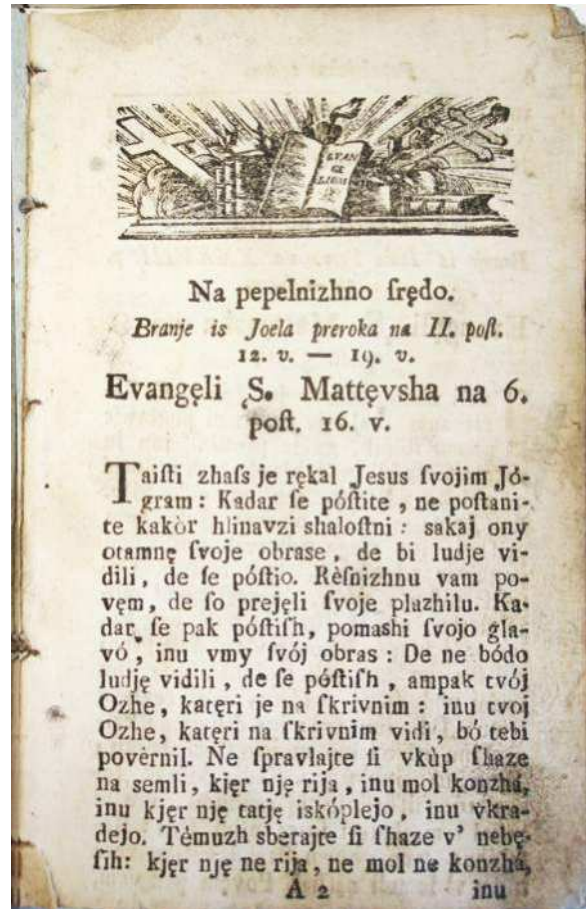 EVAN
GE
LIUM
Na pepelnizhno ſrędo.
Branje is Joela preroka na II. poſt.
12. v. — 19. v.
Evangęli S. Mattęvsha na 6.
poſt. 16. v.
Taiſti zhaſs je rękal Jesus ſvojim Jó-
gram: Kadar ſe póſtite, ne poſtani-
te kakòr hlinavzi shaloſtni: sakaj ony
otamnę ſvoje obrase, de bi ludje vi-
dili, de ſe póſtio. Rèſnizhnu vam po-
vęm, de ſo prejęli ſvoje plazhilu. Ka-
dar ſe pak póſtiſh, pomashi ſvojo gla-
vó, inu vmy ſvój obras: De ne bódo
ludję vidili, de ſe póſtiſh, ampak tvój
Ozhe, katęri je na ſkrivnim: inu tvoj
Ozhe, katęri na ſkrivnim vidi, bó tebi
povèrnil. Ne ſpravlajte ſi vkùp ſhaze
na semli, kjęr nję rija, inu mol konzhá,
inu kjęr nję tatję iskóplejo, inu vkra-
dejo. Témuzh sberajte ſi ſhaze v' nebę-
ſih: kjęr nję ne rija, ne mol ne konzhá,
A 2 inu